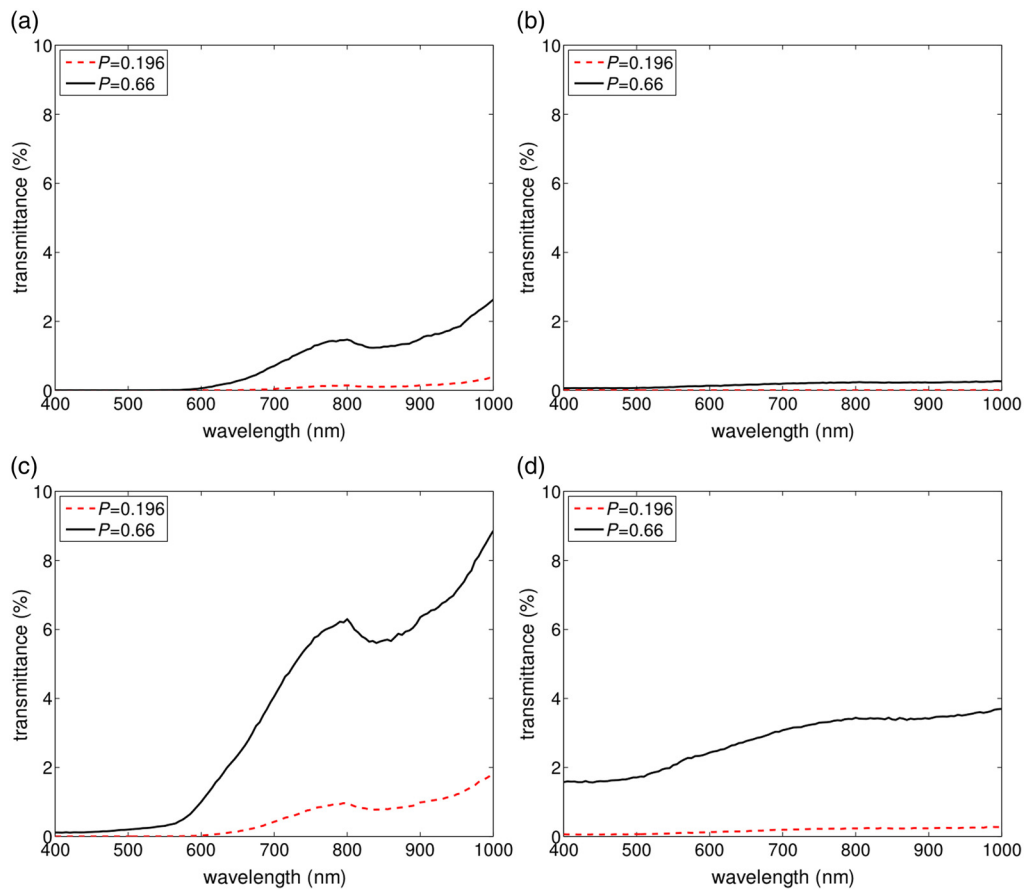 (a) (b)
10 10
P=0.196 P=0.196
P=0.66 P=0.66
8 8
6 6
transmittance (%) transmittance (%)
4 4
2 2
0 0
400 500 600 700 800 900 1000 400 500 600 700 800 900 1000
wavelength (nm) wavelength (nm)
(c) (d)
10 10
P=0.196 P=0.196
P=0.66 P=0.66
8 8
6 6
transmittance (%) transmittance (%)
4 4
2 2
0 0
400 500 600 700 800 900 1000 400 500 600 700 800 900 1000
wavelength (nm) wavelength (nm)